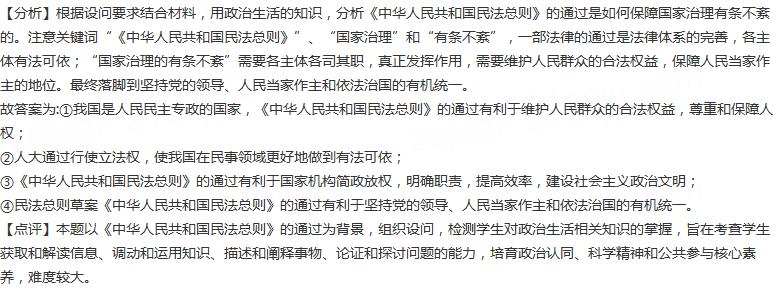 【分析】根据设问要求结合材料，用政治生活的知识，分析《中华人民共和国民法总则》的通过是如何保障国家治理有条不紊
的。注意关键词“《中华人民共和国民法总则》”、“国家治理”和“有条不紊”，一部法律的通过是法律体系的完善，各主
体有法可依；“国家治理的有条不紊”需要各主体各司其职，真正发挥作用，需要维护人民群众的合法权益，保障人民当家作
主的地位。最终落脚到坚持党的领导、人民当家作主和依法治国的有机统一。
故答案为:①我国是人民民主专政的国家，《中华人民共和国民法总则》的通过有利于维护人民群众的合法权益，尊重和保障人
权；
②人大通过行使立法权，使我国在民事领域更好地做到有法可依；
③《中华人民共和国民法总则》的通过有利于国家机构简政放权，明确职责，提高效率，建设社会主义政治文明；
④民法总则草案《中华人民共和国民法总则》的通过有利于坚持党的领导、人民当家作主和依法治国的有机统一。
【点评】本题以《中华人民共和国民法总则》的通过为背景，组织设问，检测学生对政治生活相关知识的掌握，旨在考查学生
获取和解读信息、调动和运用知识、描述和阐释事物、论证和探讨问题的能力，培育政治认同、科学精神和公共参与核心素
养，难度较大。